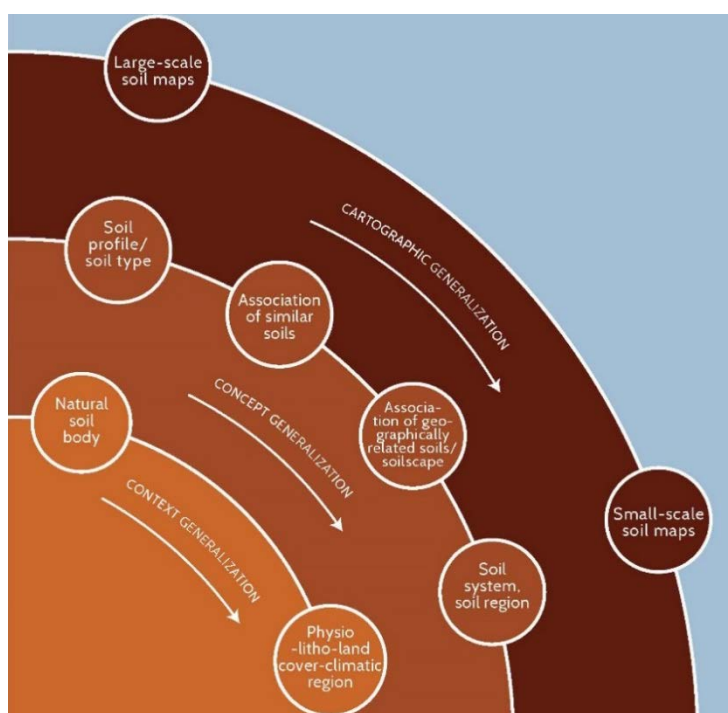 Large-scale
soil maps
Soil
profile/
soil type
Association
of similar
soils
CARTOGRAPHIC GENERALIZATION
Natural
soil
body
CONCEPT GENERALIZATION
Associa-
tion of geo-
graphically
related soils/
soilscape
CONTEXT GENERALIZATION
Small-scale
soil maps
Soil
system,
soil region
Physio
-litho-land
cover-climatic
region